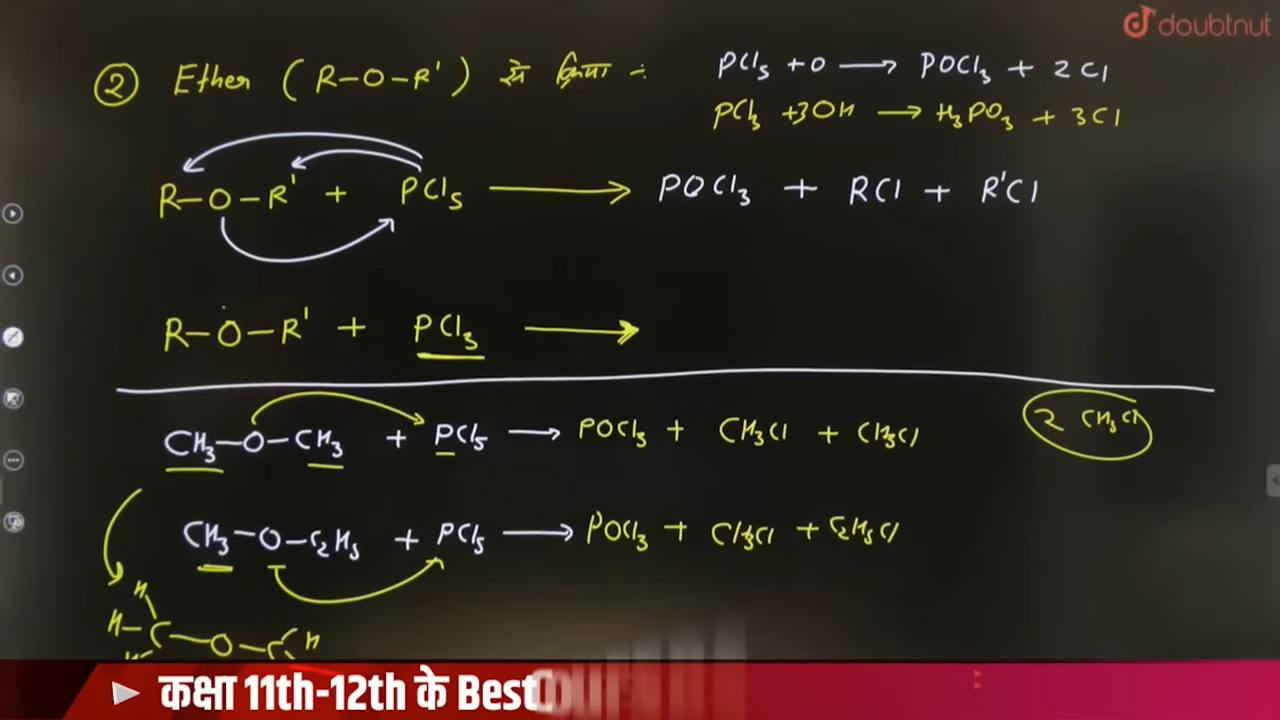 doubtnut
② Ether ( R-O-R' ) से क्रिया :-
PCl₅ + O ⟶ POCl₃ + 2Cl
PCl₃ + 3OH ⟶ H₃PO₃ + 3Cl
R-O-R' + PCl₅ ⟶ POCl₃ + RCl + R'Cl
R-O-R' + PCl₃ ⟶
CH₃-O-CH₃ + PCl₅ ⟶ POCl₃ + CH₃Cl + CH₃Cl 2 CH₃Cl
CH₃-O-C₂H₅ + PCl₅ ⟶ POCl₃ + CH₃Cl + C₂H₅Cl
H
H-C-O-C H
H
कक्षा 11th-12th के Best